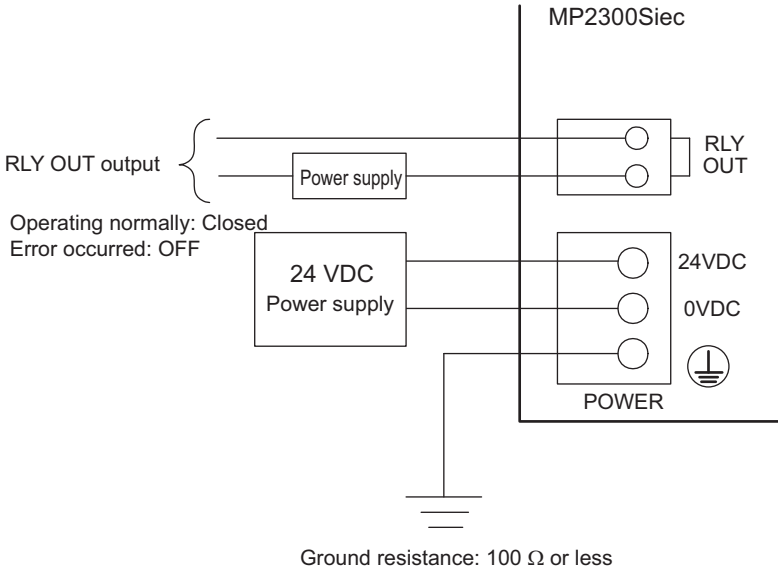 MP2300Siec
RLY OUT output
Power supply
RLY
OUT
Operating normally: Closed
Error occurred: OFF
24 VDC
Power supply
24VDC
0VDC
POWER
Ground resistance: 100 Ω or less